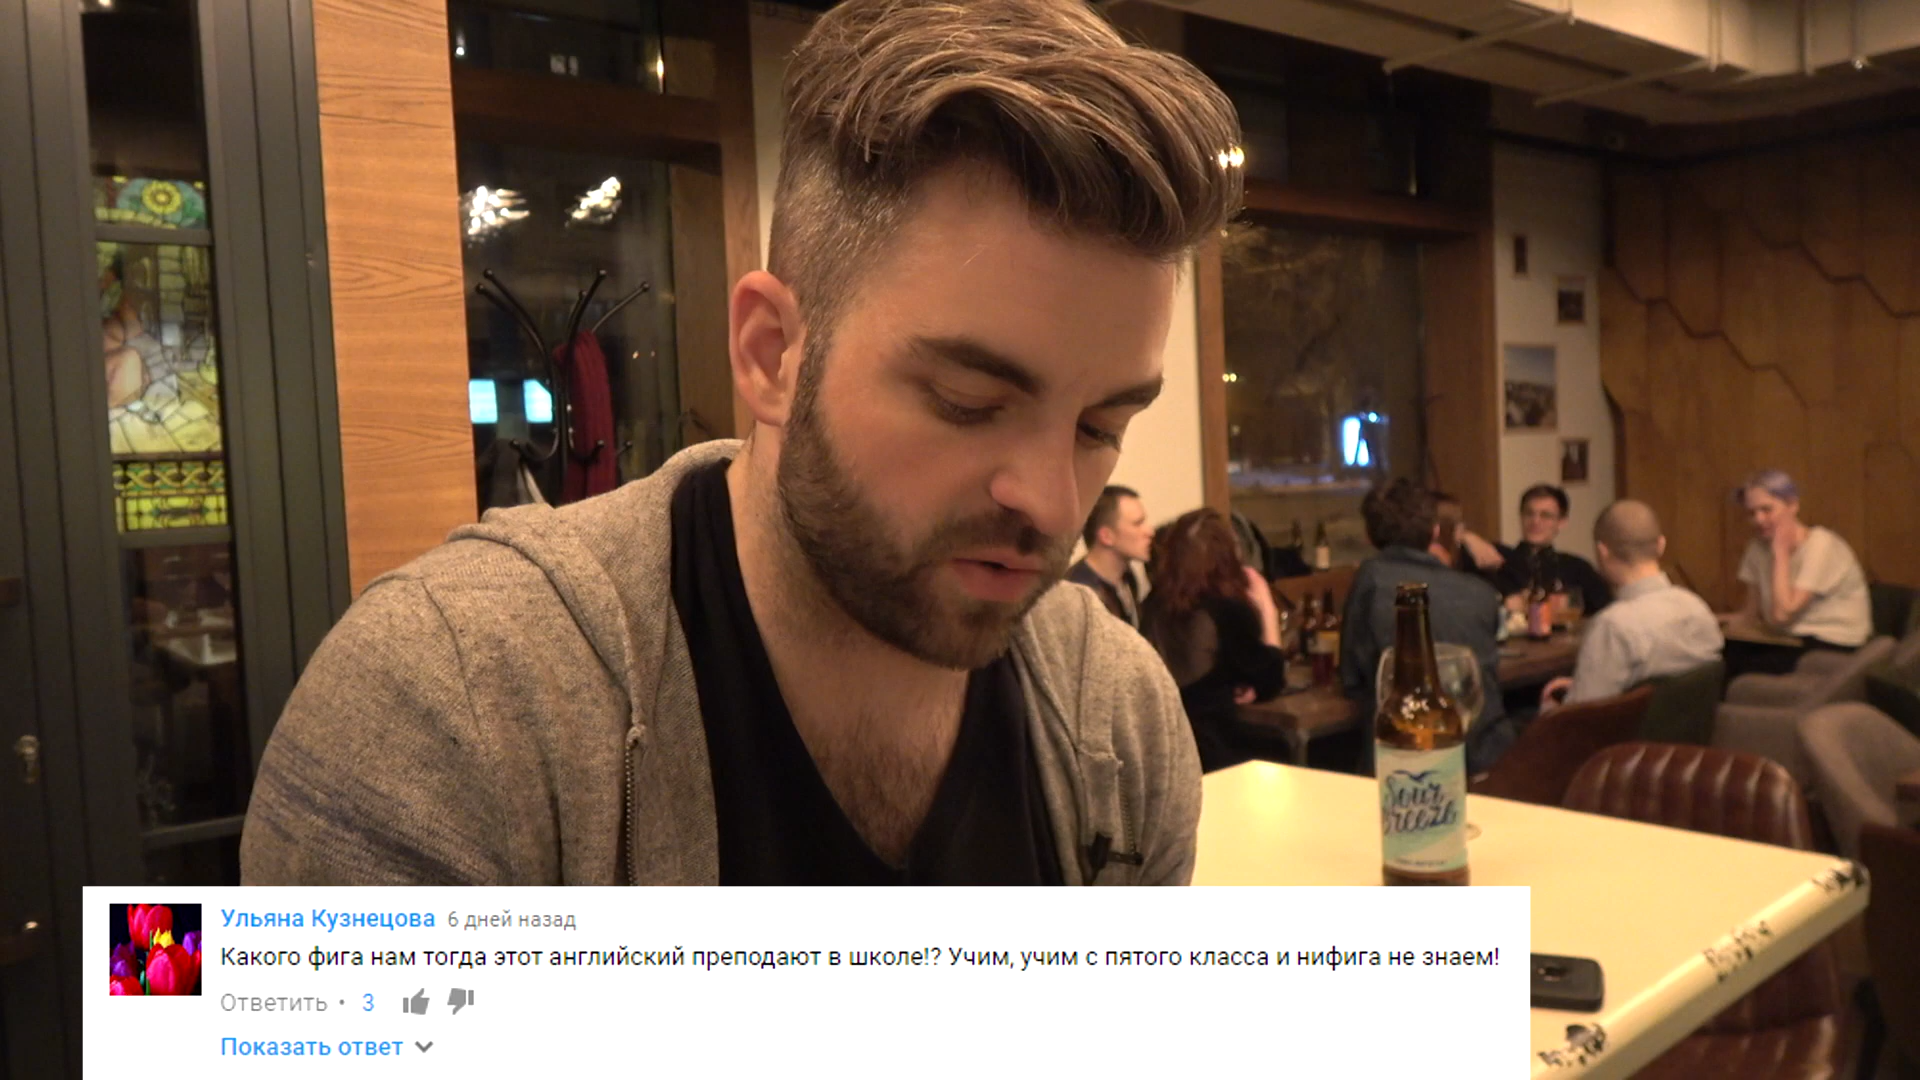 Sour
Breeze
Ульяна Кузнецова 6 дней назад
Какого фига нам тогда этот английский преподают в школе!? Учим, учим с пятого класса и нифига не знаем!
Ответить • 3
Показать ответ